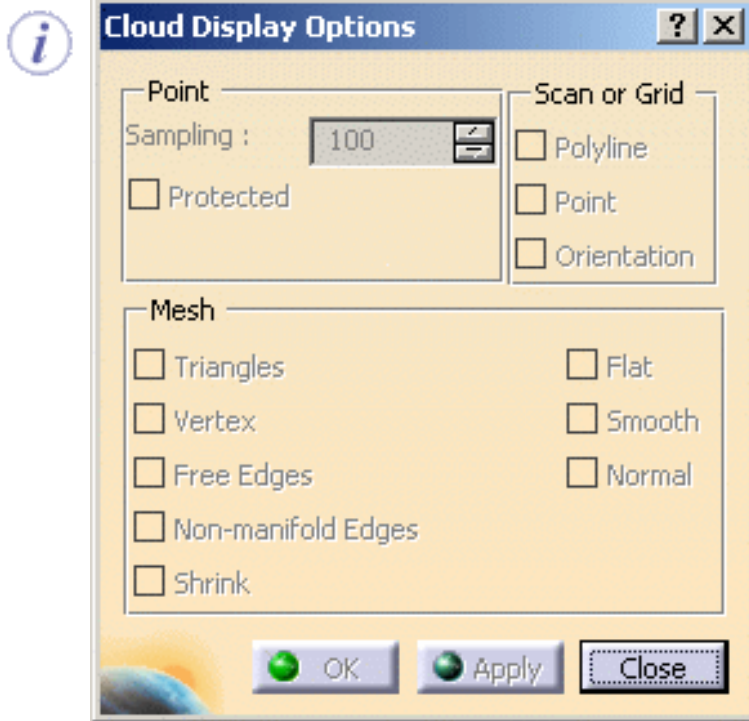 i
Cloud Display Options ? X
Point
Sampling : 100
Protected
Scan or Grid
Polyline
Point
Orientation
Mesh
Triangles
Vertex
Free Edges
Non-manifold Edges
Shrink
Flat
Smooth
Normal
OK Apply Close